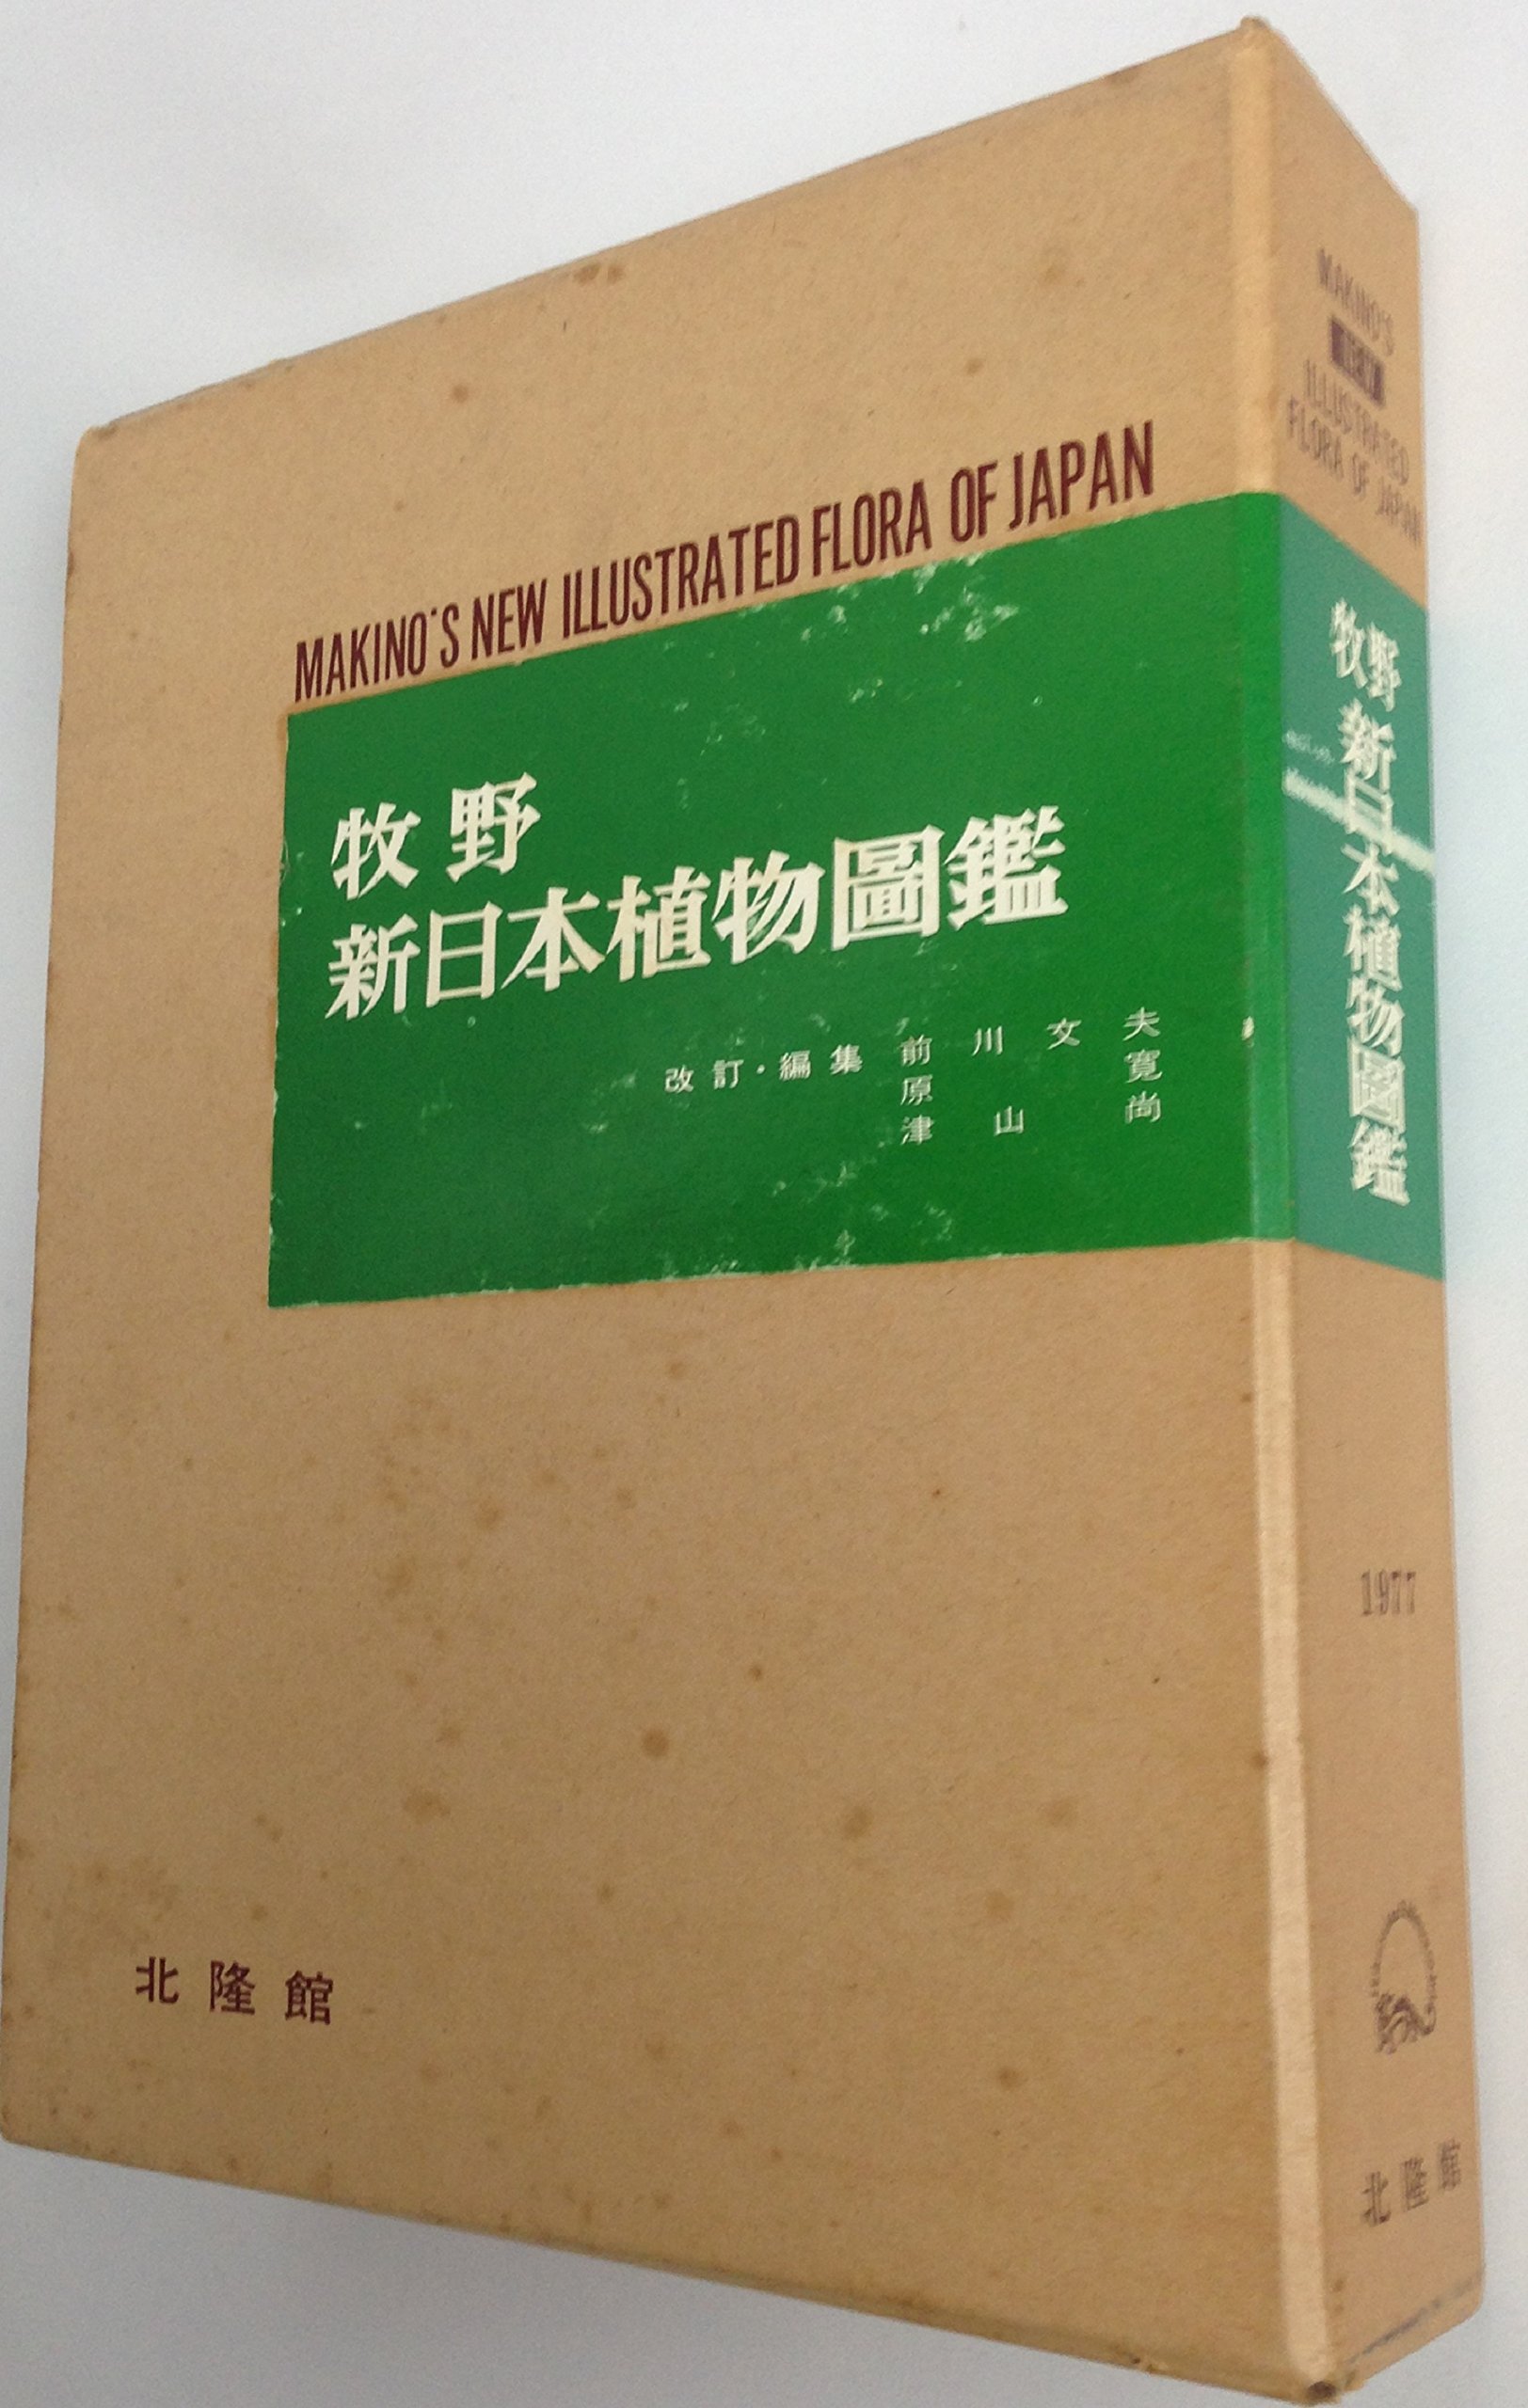 MAKINO'S NEW ILLUSTRATED FLORA OF JAPAN
牧野
新日本植物圖鑑
改訂・編集 前川文夫
原寛
津山尚
北隆館
MAKINO'S
NEW
ILLUSTRATED
FLORA OF JAPAN
牧野 新日本植物圖鑑
1977
北隆館